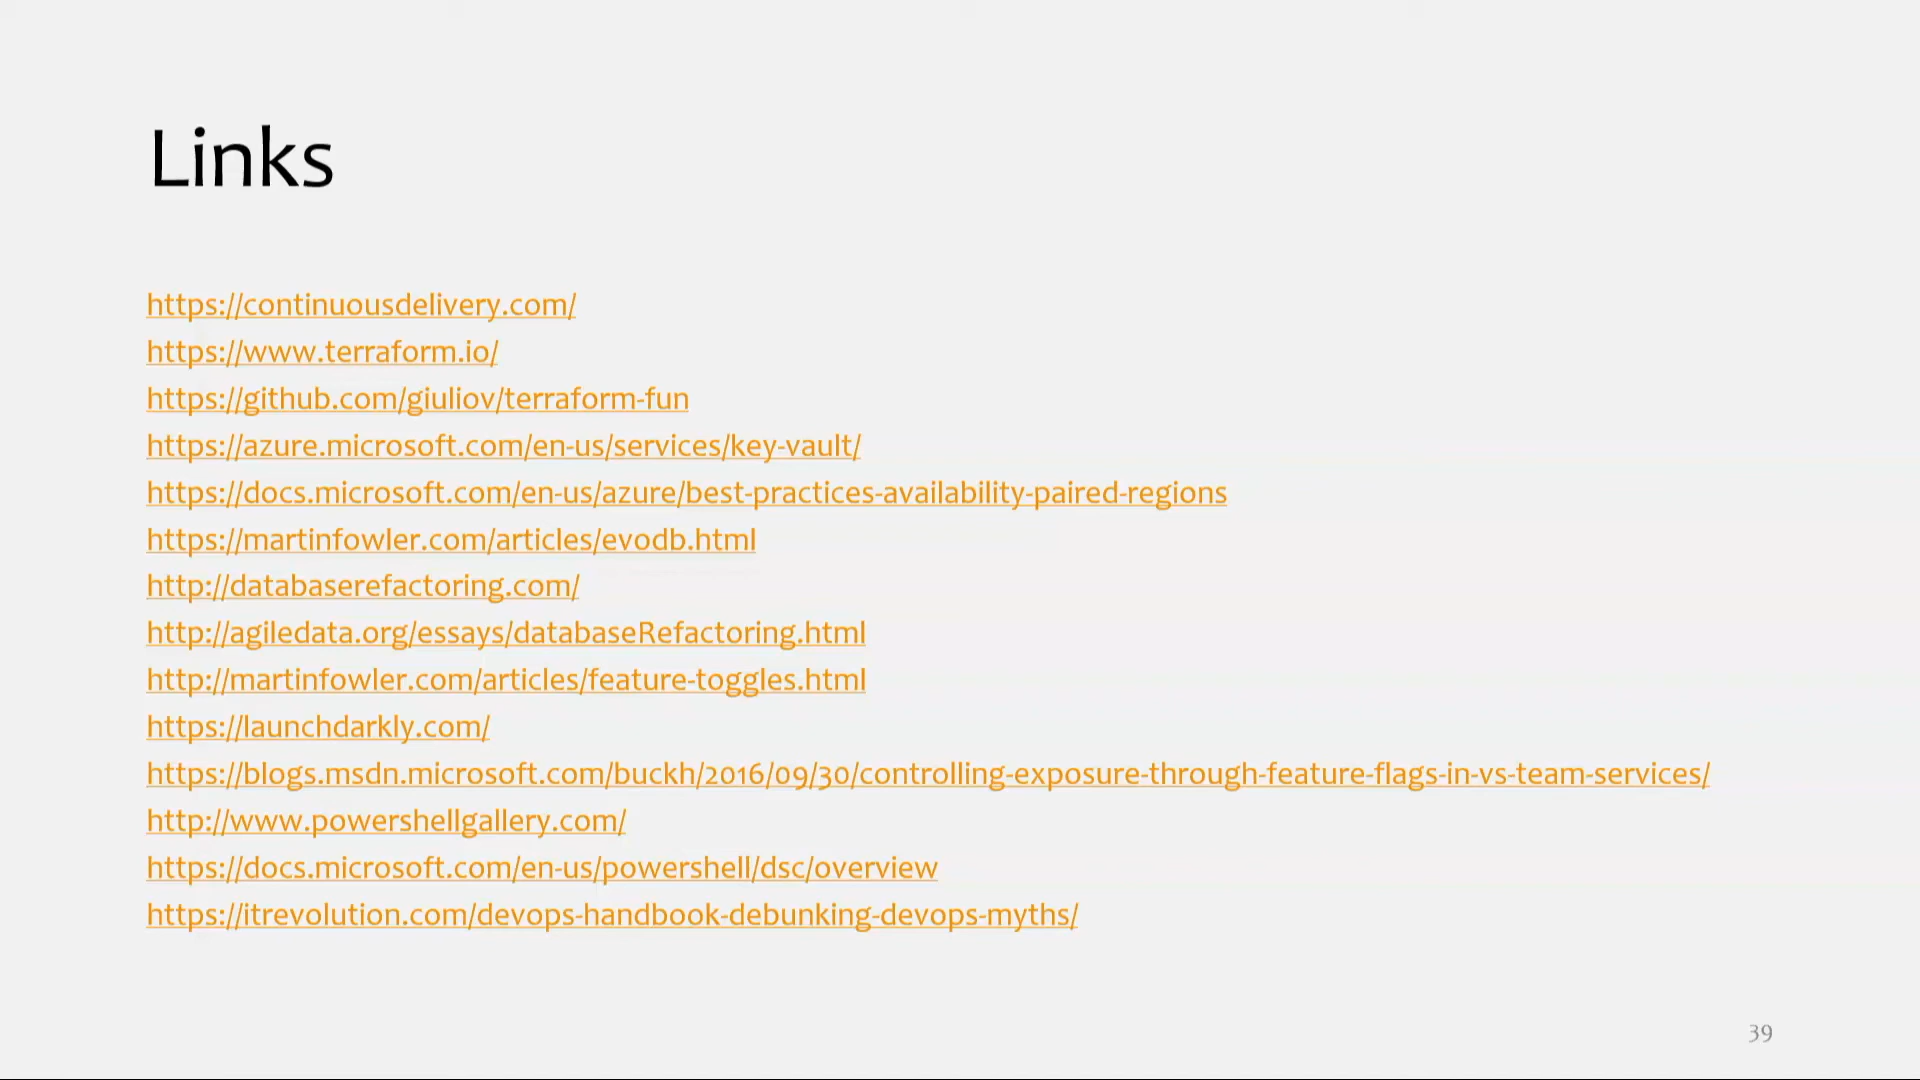 Links
https://continuousdelivery.com/
https://www.terraform.io/
https://github.com/giuliov/terraform-fun
https://azure.microsoft.com/en-us/services/key-vault/
https://docs.microsoft.com/en-us/azure/best-practices-availability-paired-regions
https://martinfowler.com/articles/evodb.html
http://databaserefactoring.com/
http://agiledata.org/essays/databaseRefactoring.html
http://martinfowler.com/articles/feature-toggles.html
https://launchdarkly.com/
https://blogs.msdn.microsoft.com/buckh/2016/09/30/controlling-exposure-through-feature-flags-in-vs-team-services/
http://www.powershellgallery.com/
https://docs.microsoft.com/en-us/powershell/dsc/overview
https://itrevolution.com/devops-handbook-debunking-devops-myths/
39